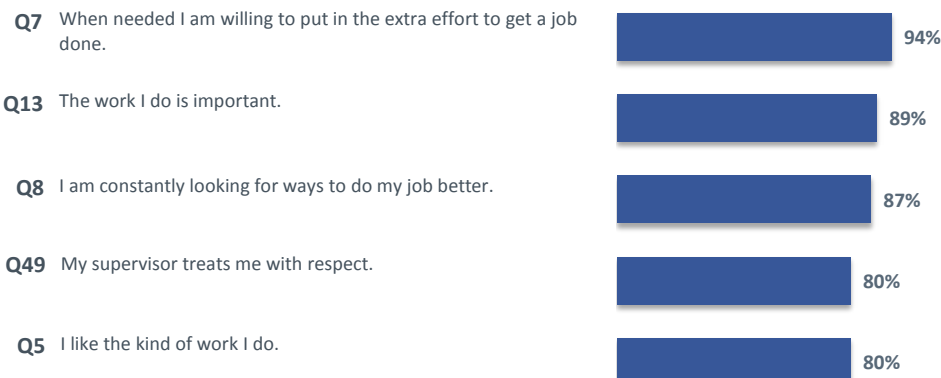 Q7 When needed I am willing to put in the extra effort to get a job
done.
94%
Q13 The work I do is important.
89%
Q8 I am constantly looking for ways to do my job better.
87%
Q49 My supervisor treats me with respect.
80%
Q5 I like the kind of work I do.
80%